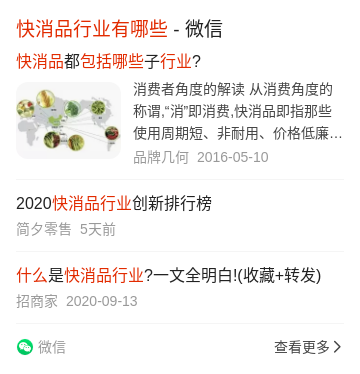 快消品行业有哪些 - 微信
快消品都包括哪些子行业?
消费者角度的解读 从消费角度的
称谓,“消”即消费,快消品即指那些
使用周期短、非耐用、价格低廉…
品牌几何 2016-05-10
2020快消品行业创新排行榜
简夕零售 5天前
什么是快消品行业?一文全明白!(收藏+转发)
招商家 2020-09-13
微信
查看更多